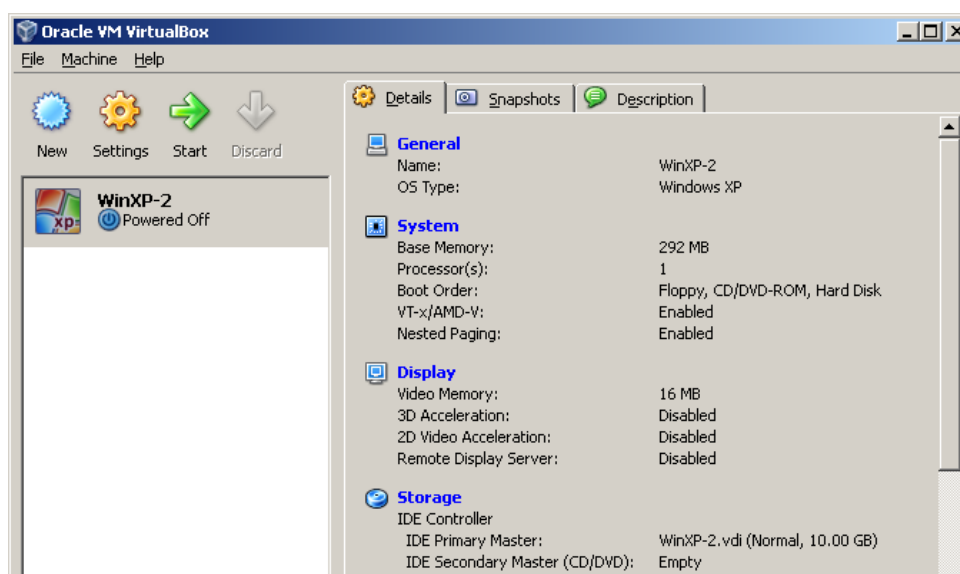 Oracle VM VirtualBox
File Machine Help
New Settings Start Discard
WinXP-2
Powered Off
Details Snapshots Description
General
Name: WinXP-2
OS Type: Windows XP
System
Base Memory: 292 MB
Processor(s): 1
Boot Order: Floppy, CD/DVD-ROM, Hard Disk
VT-x/AMD-V: Enabled
Nested Paging: Enabled
Display
Video Memory: 16 MB
3D Acceleration: Disabled
2D Video Acceleration: Disabled
Remote Display Server: Disabled
Storage
IDE Controller
IDE Primary Master: WinXP-2.vdi (Normal, 10.00 GB)
IDE Secondary Master (CD/DVD): Empty